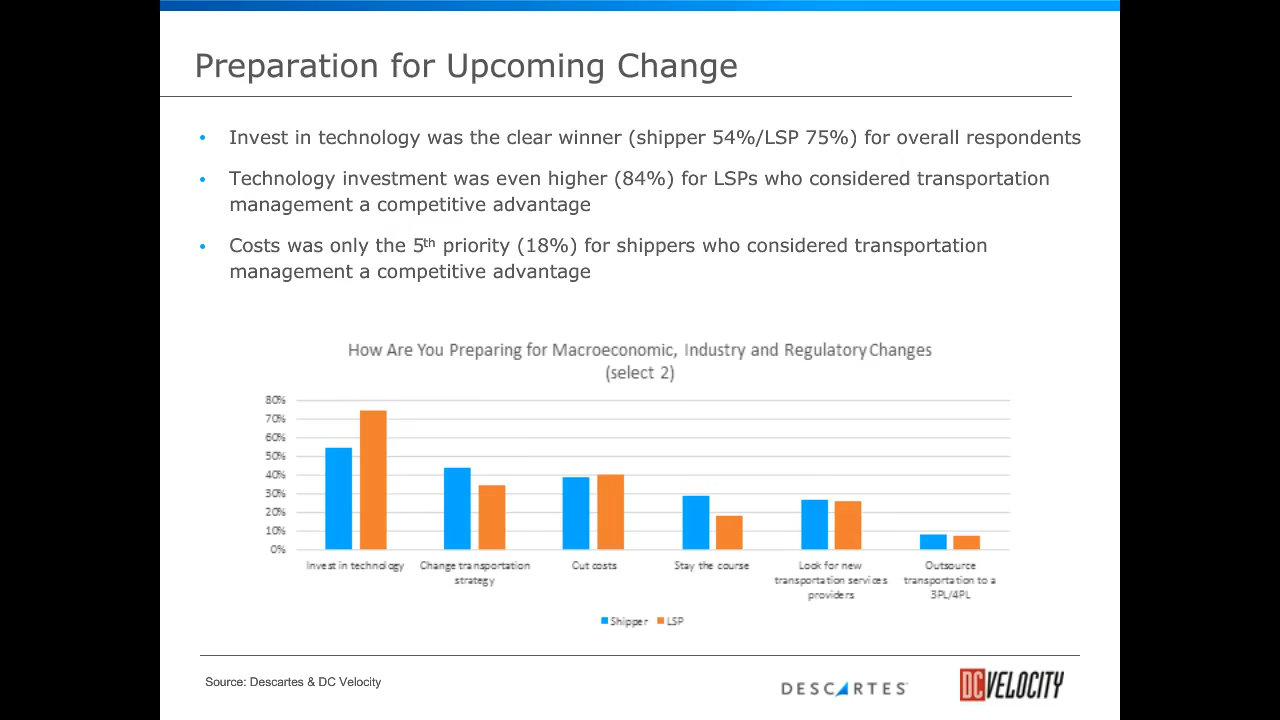 Preparation for Upcoming Change
• Invest in technology was the clear winner (shipper 54%/LSP 75%) for overall respondents
• Technology investment was even higher (84%) for LSPs who considered transportation
management a competitive advantage
• Costs was only the 5th priority (18%) for shippers who considered transportation
management a competitive advantage
How Are You Preparing for Macroeconomic, Industry and Regulatory Changes
(select 2)
80%
70%
60%
50%
40%
30%
20%
10%
0%
Invest in technology
Change transportation
strategy
Cut costs
Stay the course
Look for new
transportation services
providers
Outsource
transportation to a
3PL/4PL
Shipper LSP
Source: Descartes & DC Velocity
DESCARTES
DC VELOCITY